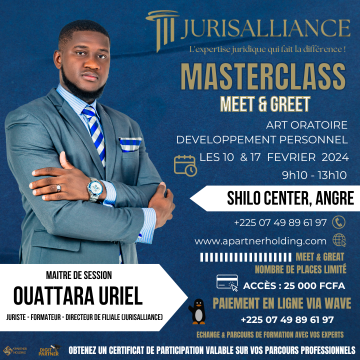 JURISALLIANCE
L'expertise juridique qui fait la différence !
MASTERCLASS
MEET & GREET
ART ORATOIRE
DEVELOPPEMENT PERSONNEL
LES 10 & 17 FEVRIER 2024
9h10 - 13h10
SHILO CENTER, ANGRE
+225 07 49 89 61 97
www.apartnerholding.com
MEET & GREAT
NOMBRE DE PLACES LIMITÉ
ACCÈS : 25 000 FCFA
PAIEMENT EN LIGNE VIA WAVE
+225 07 49 89 61 97
ECHANGE & PARCOURS DE FORMATION AVEC VOS EXPERTS
MAITRE DE SESSION
OUATTARA URIEL
JURISTE - FORMATEUR - DIRECTEUR DE FILIALE (JURISALLIANCE)
OBTENEZ UN CERTIFICAT DE PARTICIPATION VALABLE SUR VOS PARCOURS PROFESSIONNELS